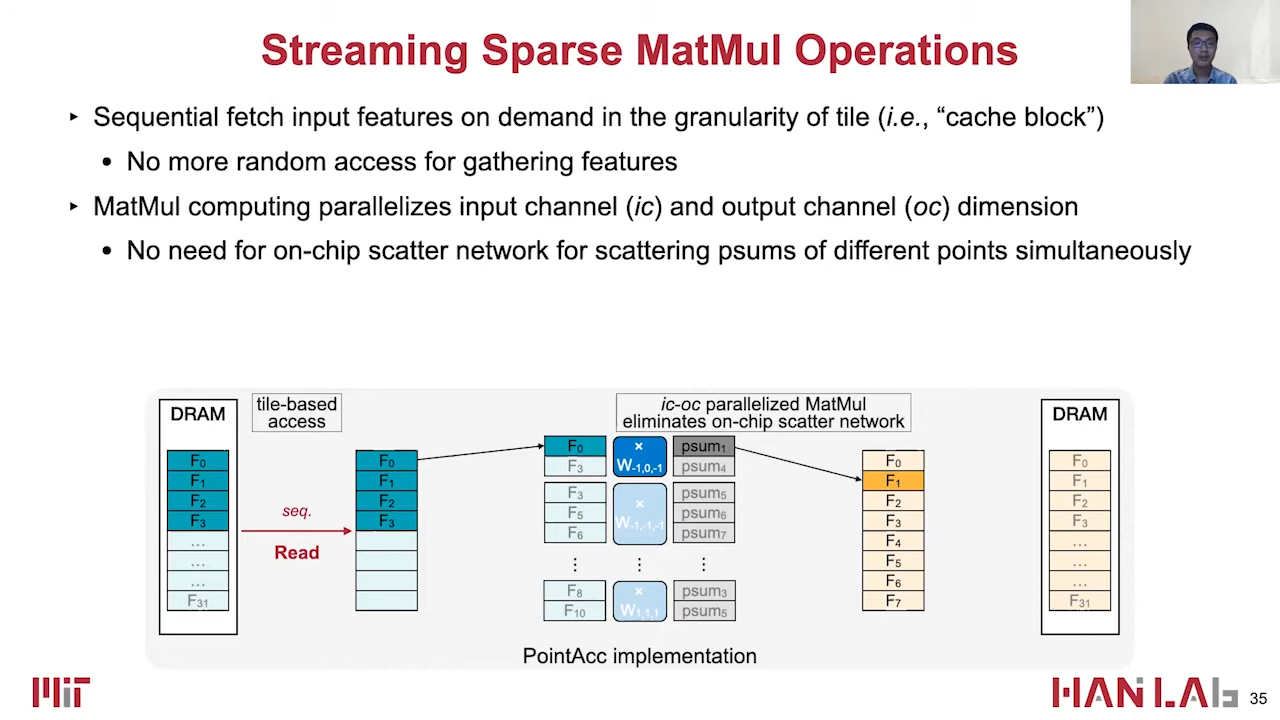 Streaming Sparse MatMul Operations
‣ Sequential fetch input features on demand in the granularity of tile (i.e., “cache block”)
• No more random access for gathering features
‣ MatMul computing parallelizes input channel (ic) and output channel (oc) dimension
• No need for on-chip scatter network for scattering psums of different points simultaneously
DRAM
F₀
F₁
F₂
F₃
...
...
...
F₃₁
tile-based
access
seq.
Read
F₀
F₁
F₂
F₃
ic-oc parallelized MatMul
eliminates on-chip scatter network
F₀ × psum₁
F₃ W₋₁,₀,₋₁ psum₄
F₃ × psum₅
F₅ W₋₁,₋₁,₋₁ psum₆
F₆ psum₇
⋮ ⋮ ⋮
F₈ × psum₃
F₁₀ W₁,₁,₁ psum₅
F₀
F₁
F₂
F₃
F₄
F₅
F₆
F₇
DRAM
F₀
F₁
F₂
F₃
...
...
...
F₃₁
PointAcc implementation
MIT
HAN LAB
35